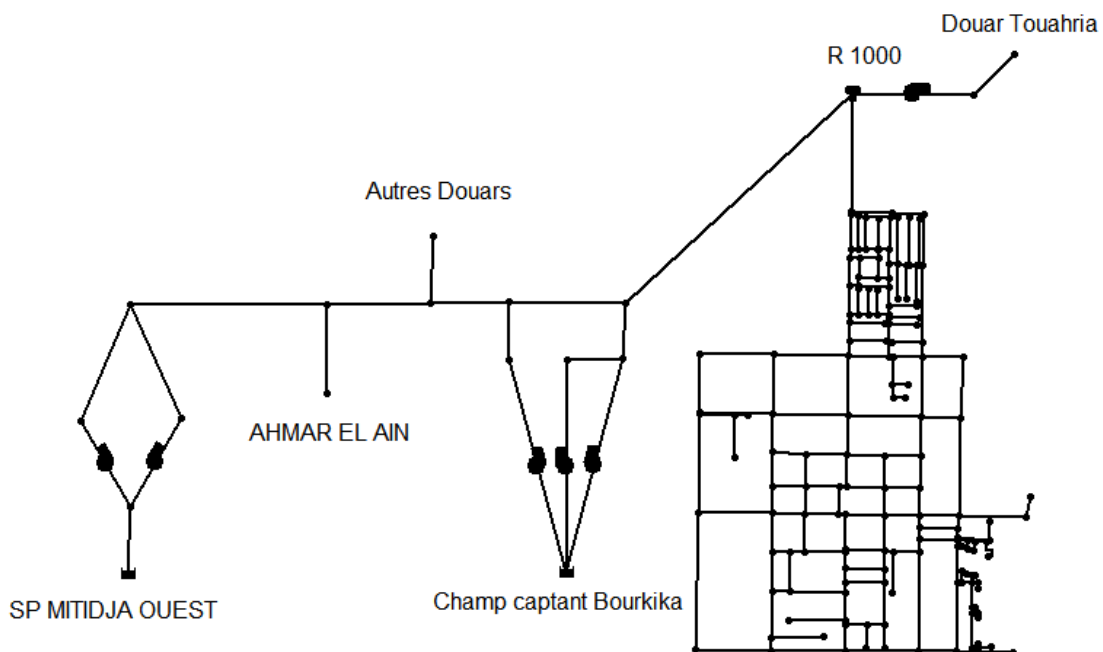 Douar Touahria
R 1000
Autres Douars
AHMAR EL AIN
SP MITIDJA OUEST
Champ captant Bourkika